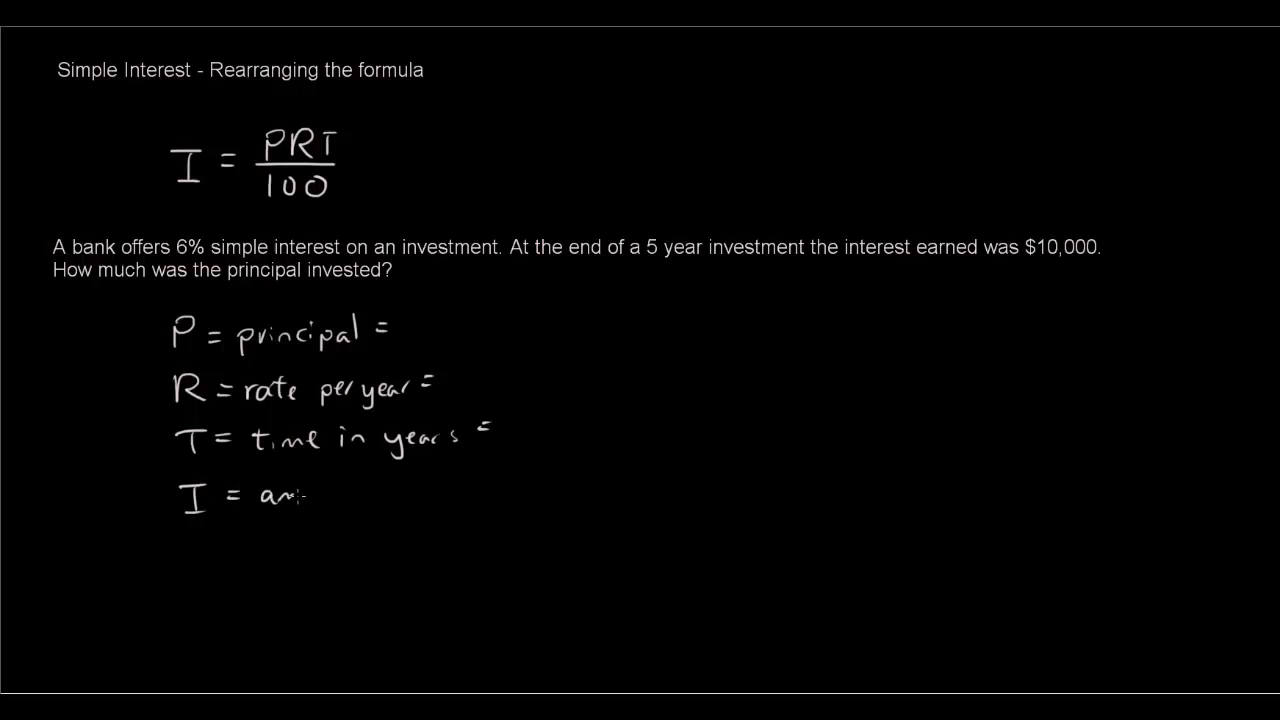 Simple Interest - Rearranging the formula
I = PRT
100
A bank offers 6% simple interest on an investment. At the end of a 5 year investment the interest earned was $10,000.
How much was the principal invested?
P = principal =
R = rate per year =
T = time in years =
I =